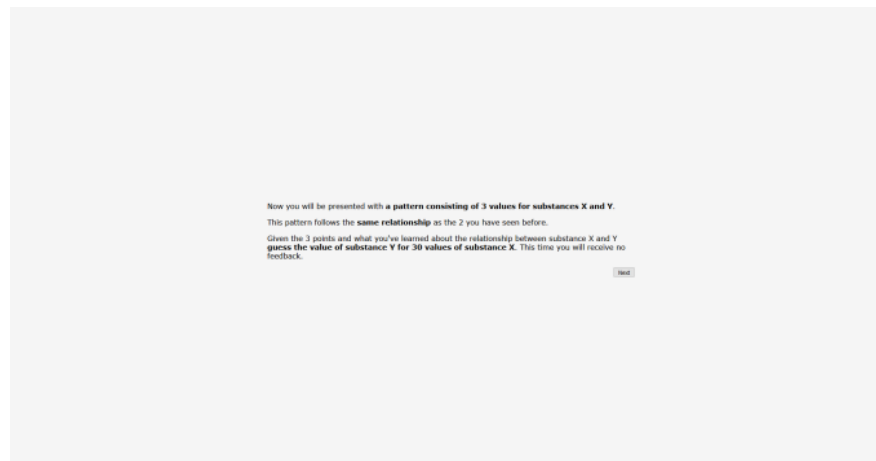 Now you will be presented with a pattern consisting of 3 values for substances X and Y.
This pattern follows the same relationship as the 2 you have seen before.
Given the 3 points and what you've learned about the relationship between substance X and Y
guess the value of substance Y for 30 values of substance X. This time you will receive no
feedback.
Next